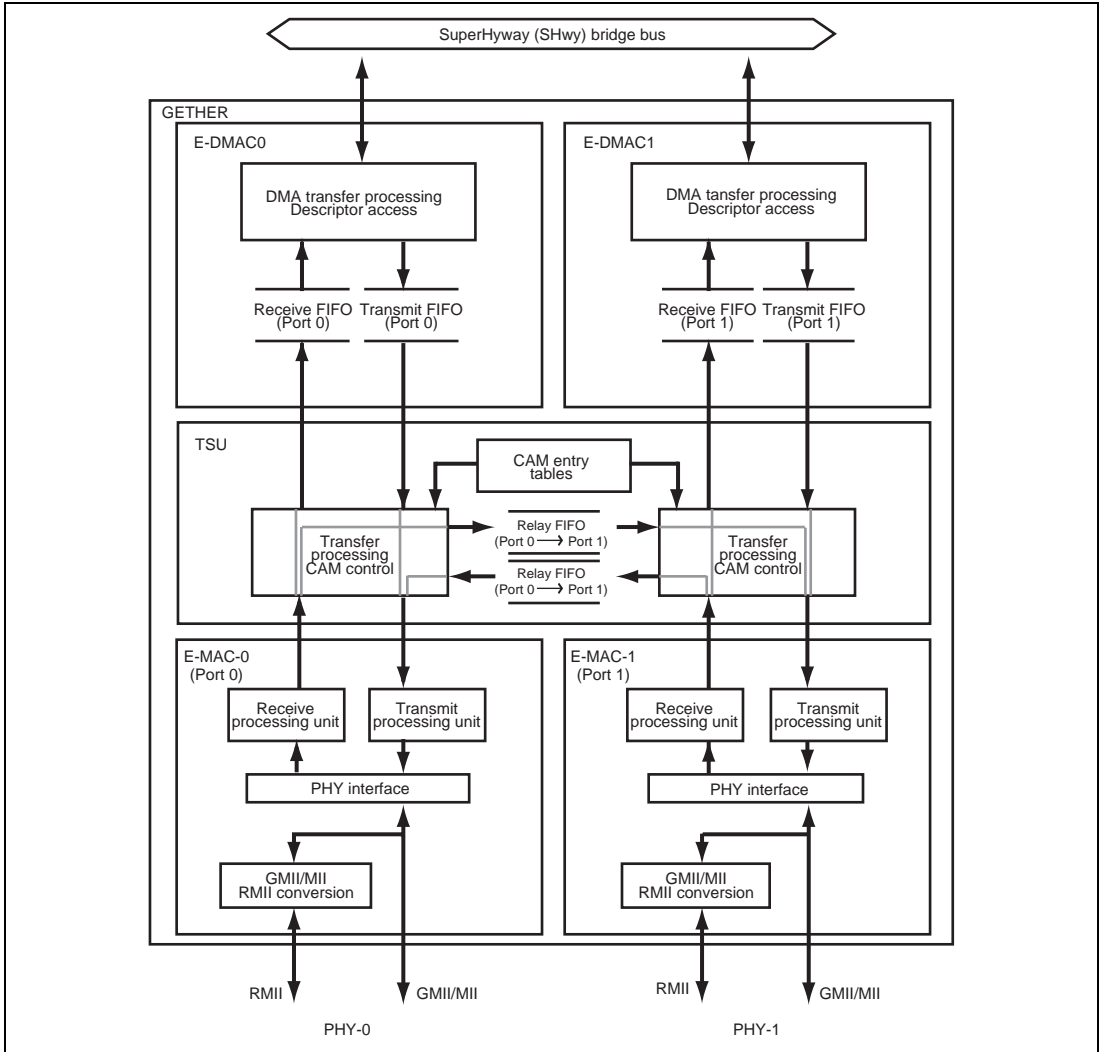 SuperHyway (SHwy) bridge bus
GETHER
E-DMAC0
DMA transfer processing
Descriptor access
Receive FIFO
(Port 0)
Transmit FIFO
(Port 0)
E-DMAC1
DMA tansfer processing
Descriptor access
Receive FIFO
(Port 1)
Transmit FIFO
(Port 1)
TSU
CAM entry
tables
Transfer
processing
CAM control
Relay FIFO
(Port 0 → Port 1)
Relay FIFO
(Port 0 → Port 1)
Transfer
processing
CAM control
E-MAC-0
(Port 0)
Receive
processing unit
Transmit
processing unit
PHY interface
GMII/MII
RMII conversion
E-MAC-1
(Port 1)
Receive
processing unit
Transmit
processing unit
PHY interface
GMII/MII
RMII conversion
RMII
GMII/MII
PHY-0
RMII
GMII/MII
PHY-1